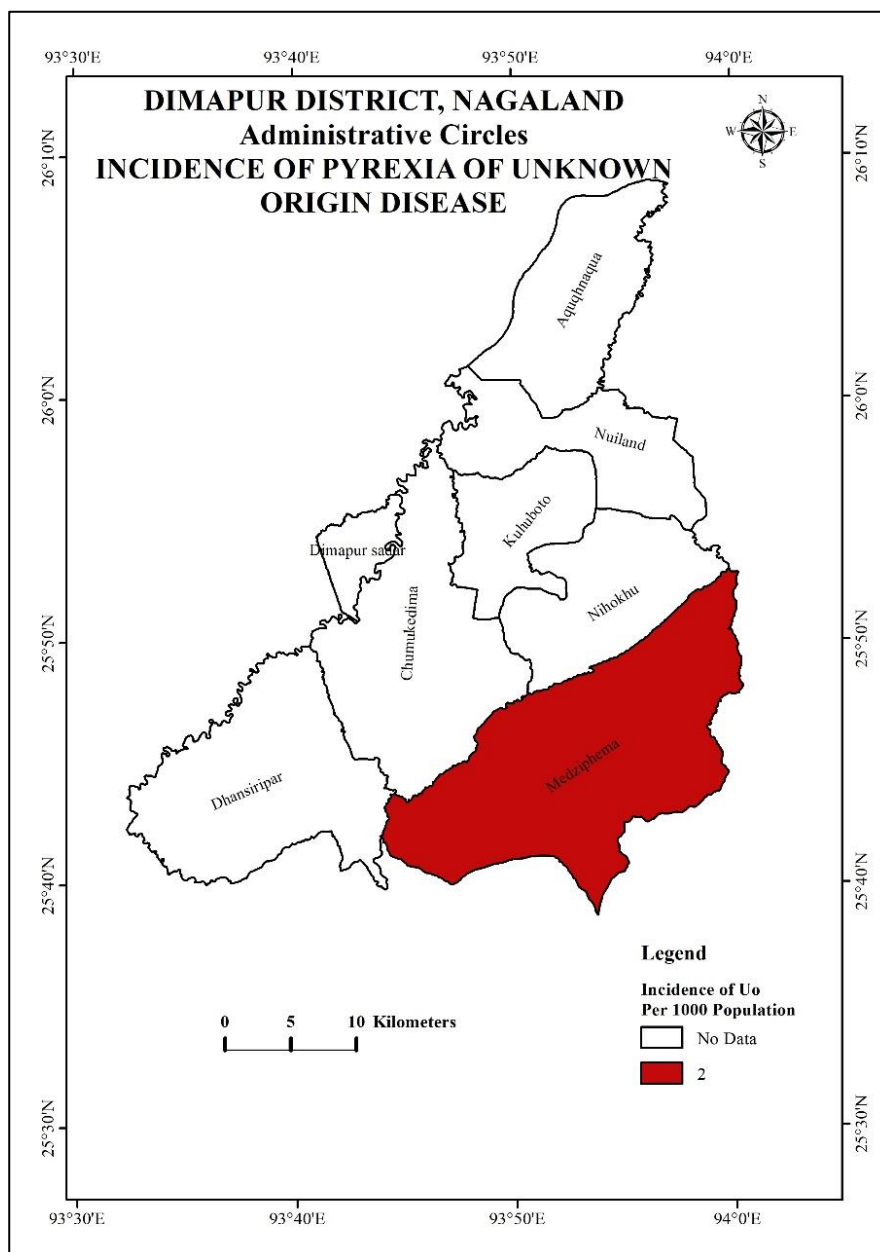 93°30'E 93°40'E 93°50'E 94°0'E
DIMAPUR DISTRICT, NAGALAND
Administrative Circles
INCIDENCE OF PYREXIA OF UNKNOWN
ORIGIN DISEASE
N
W E
S
26°10'N 26°10'N
Aquqhnaqua
26°0'N 26°0'N
Nuiland
Kuhuboto
Dimapur sadar
Nihokhu
Chumukedima
25°50'N 25°50'N
Medziphema
Dhansiripar
25°40'N 25°40'N
Legend
Incidence of Uo
Per 1000 Population
No Data
2
0 5 10 Kilometers
25°30'N 25°30'N
93°30'E 93°40'E 93°50'E 94°0'E